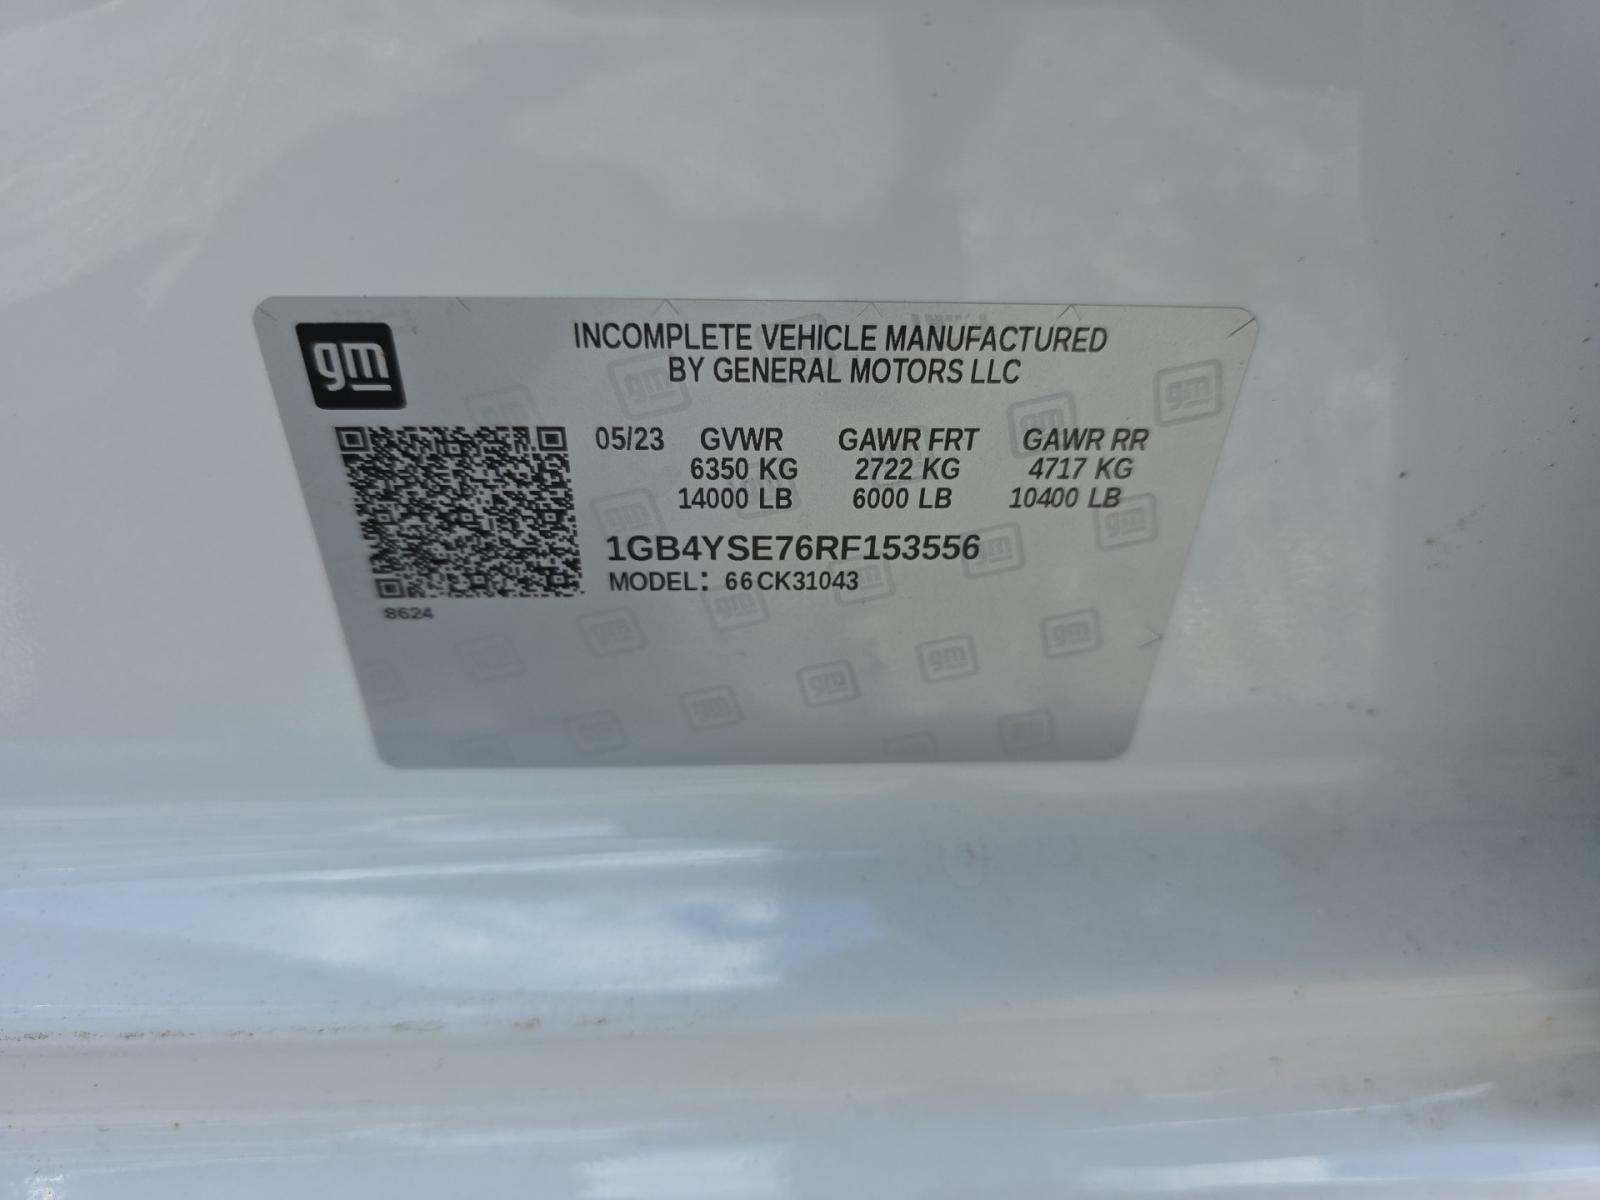 gm
INCOMPLETE VEHICLE MANUFACTURED
BY GENERAL MOTORS LLC
05/23 GVWR GAWR FRT GAWR RR
6350 KG 2722 KG 4717 KG
14000 LB 6000 LB 10400 LB
1GB4YSE76RF153556
MODEL: 66CK31043
8624